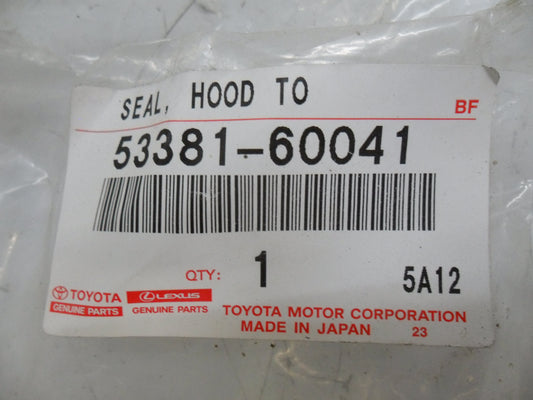 SEAL, HOOD TO
BF
53381-60041
QTY: 1
5A12
TOYOTA
GENUINE PARTS
LEXUS
GENUINE PARTS
TOYOTA MOTOR CORPORATION
MADE IN JAPAN 23